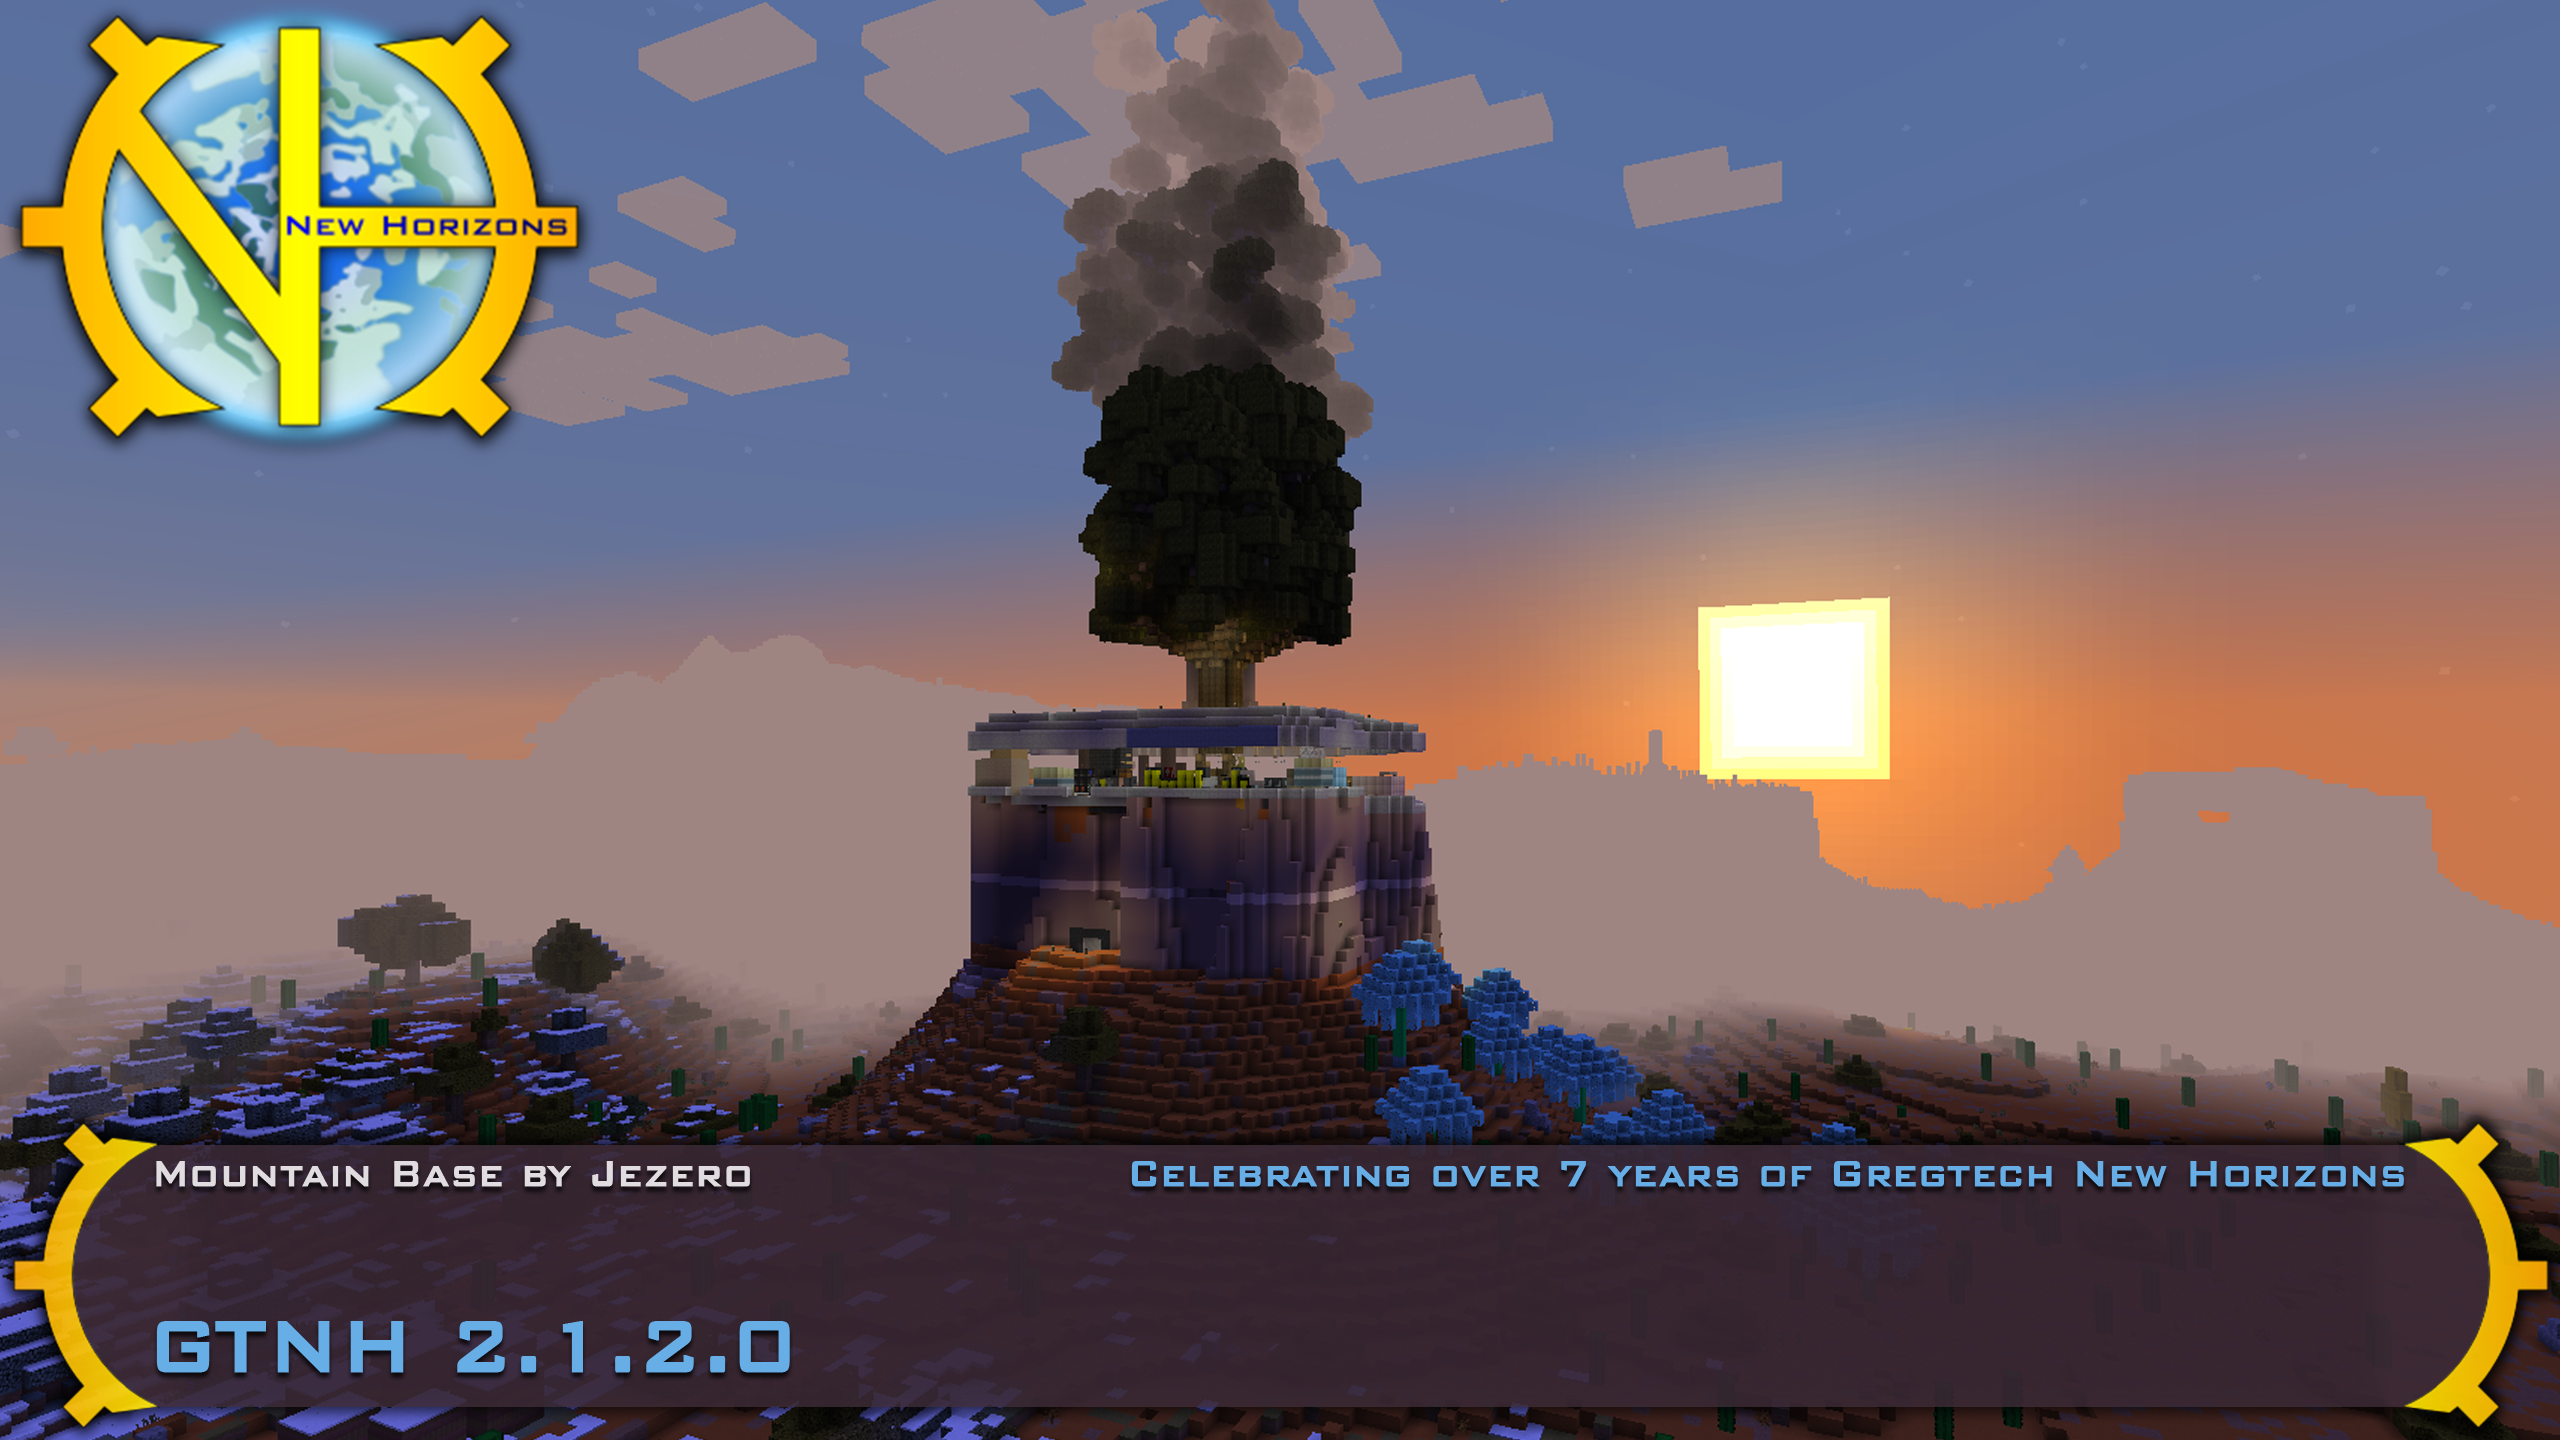 New Horizons
Mountain Base by Jezero
Celebrating over 7 years of Gregtech New Horizons
GTNH 2.1.2.0